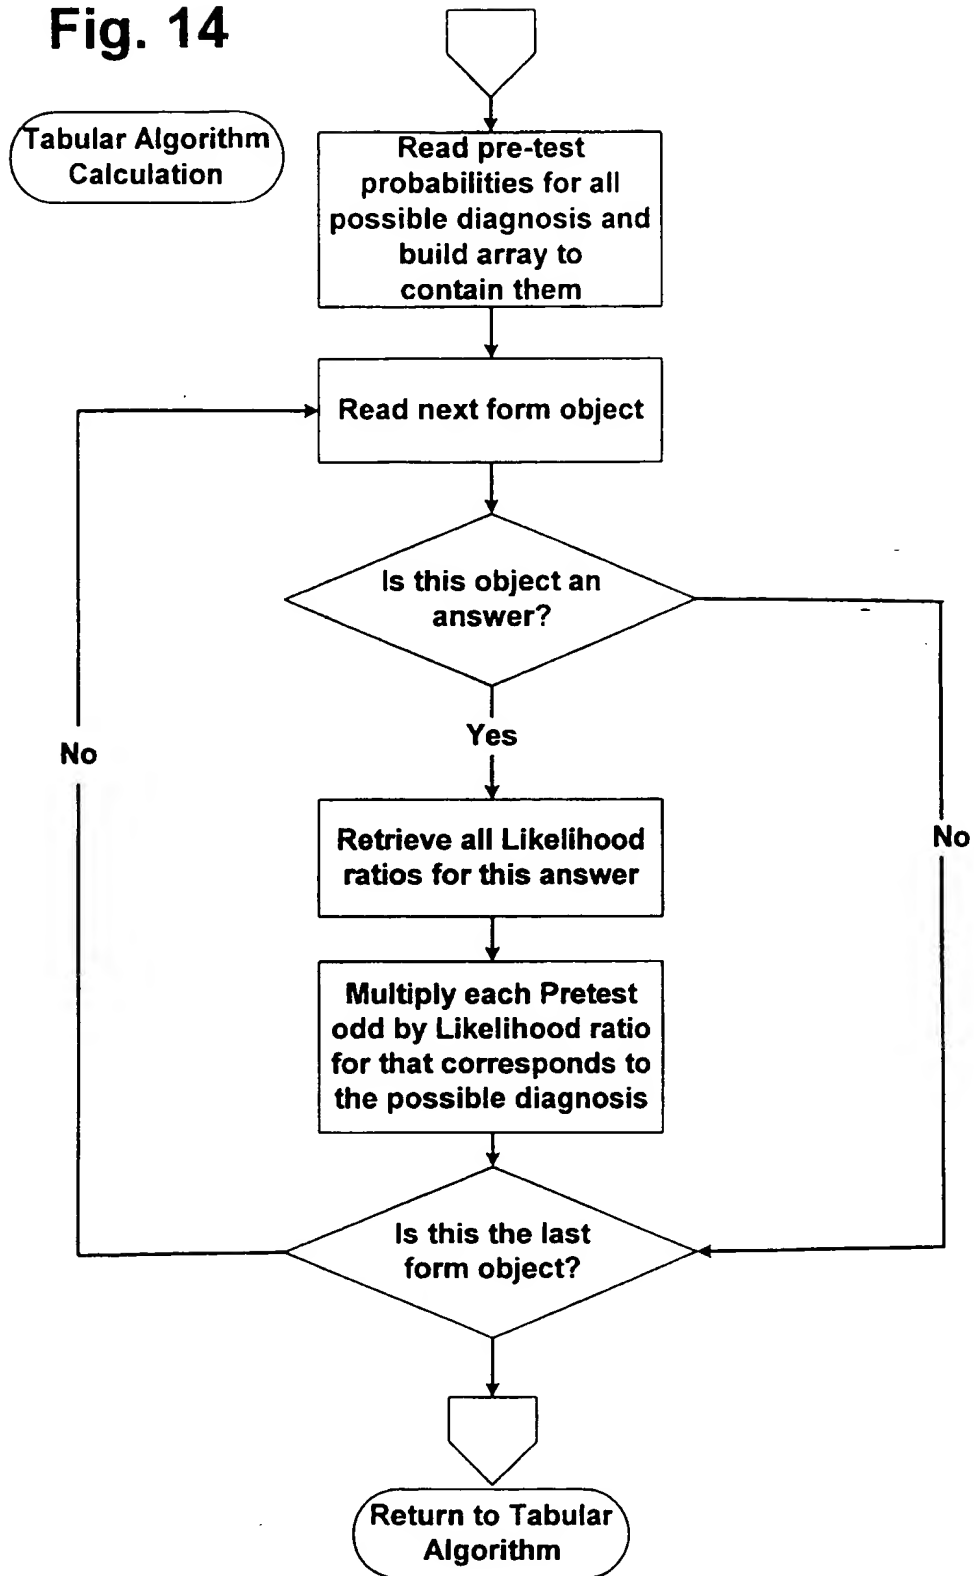 Fig. 14
Tabular Algorithm
Calculation
Read pre-test
probabilities for all
possible diagnosis and
build array to
contain them
Read next form object
Is this object an
answer?
Yes
No
No
Retrieve all Likelihood
ratios for this answer
Multiply each Pretest
odd by Likelihood ratio
for that corresponds to
the possible diagnosis
Is this the last
form object?
Return to Tabular
Algorithm